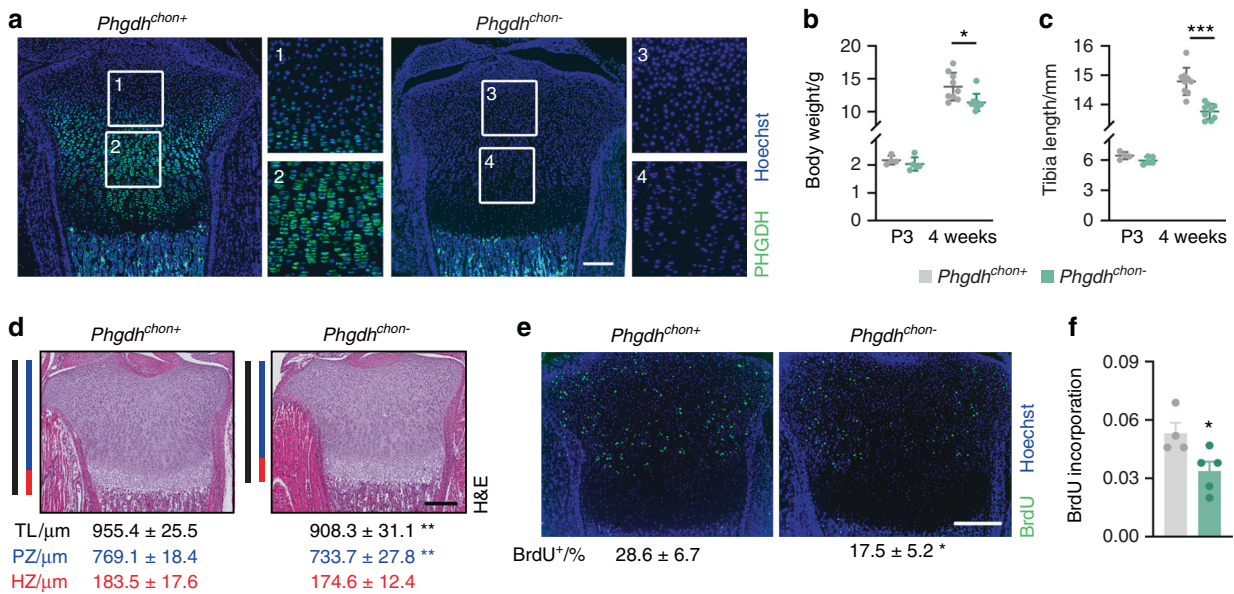 a
Phgdh^chon+
Phgdh^chon-
1
2
1
2
3
4
3
4
PHGDH Hoechst
b
Body weight/g
20
15
10
2
1
0
*
P3 4 weeks
c
Tibia length/mm
16
15
14
6
3
0
***
P3 4 weeks
Phgdh^chon+ Phgdh^chon-
d
Phgdh^chon+
Phgdh^chon-
H&E
TL/μm 955.4 ± 25.5 908.3 ± 31.1 **
PZ/μm 769.1 ± 18.4 733.7 ± 27.8 **
HZ/μm 183.5 ± 17.6 174.6 ± 12.4
e
Phgdh^chon+
Phgdh^chon-
BrdU Hoechst
BrdU⁺/% 28.6 ± 6.7 17.5 ± 5.2 *
f
BrdU incorporation
0.09
0.06
0.03
0.00
*